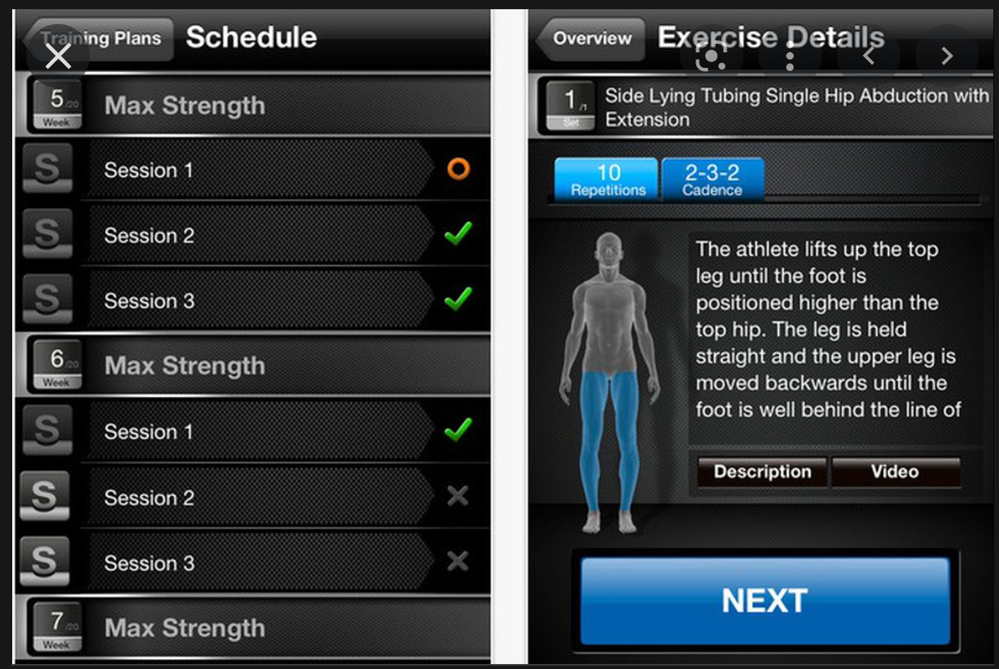 Training Plans
Schedule
5 /20
Week
Max Strength
S
Session 1
S
Session 2
S
Session 3
6 /20
Week
Max Strength
S
Session 1
S
Session 2
S
Session 3
7 /20
Week
Max Strength
Overview
Exercise Details
1 /1
Set
Side Lying Tubing Single Hip Abduction with
Extension
10
Repetitions
2-3-2
Cadence
The athlete lifts up the top
leg until the foot is
positioned higher than the
top hip. The leg is held
straight and the upper leg is
moved backwards until the
foot is well behind the line of
Description
Video
NEXT